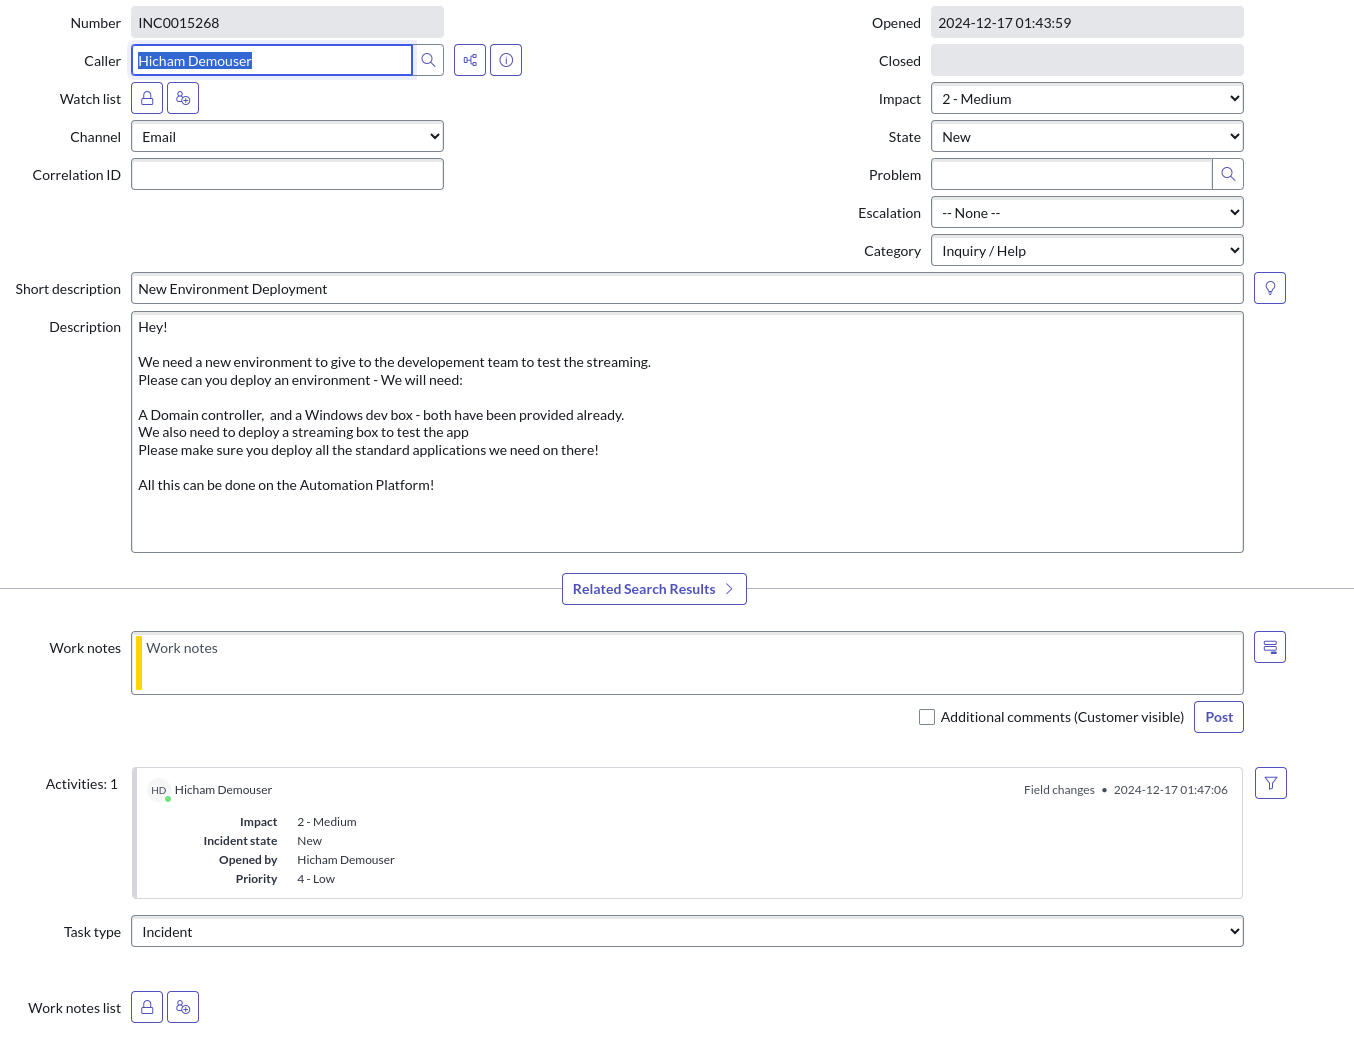 Number INC0015268
Opened 2024-12-17 01:43:59
Caller Hicham Demouser
Closed
Watch list
Impact 2 - Medium
Channel Email
State New
Correlation ID
Problem
Escalation -- None --
Category Inquiry / Help
Short description New Environment Deployment
Description
Hey!
We need a new environment to give to the developement team to test the streaming.
Please can you deploy an environment - We will need:
A Domain controller,  and a Windows dev box - both have been provided already.
We also need to deploy a streaming box to test the app
Please make sure you deploy all the standard applications we need on there!
All this can be done on the Automation Platform!
Related Search Results
Work notes Work notes
Additional comments (Customer visible) Post
Activities: 1
HD Hicham Demouser Field changes • 2024-12-17 01:47:06
Impact 2 - Medium
Incident state New
Opened by Hicham Demouser
Priority 4 - Low
Task type Incident
Work notes list